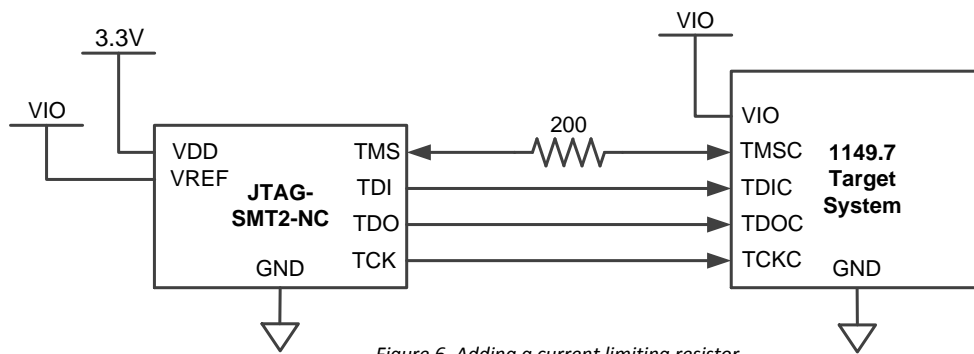 3.3V
VIO
VDD
VREF
JTAG-
SMT2-NC
GND
TMS
TDI
TDO
TCK
200
VIO
VIO
TMSC
TDIC
TDOC
TCKC
1149.7
Target
System
GND
Figure 6. Adding a current limiting resistor